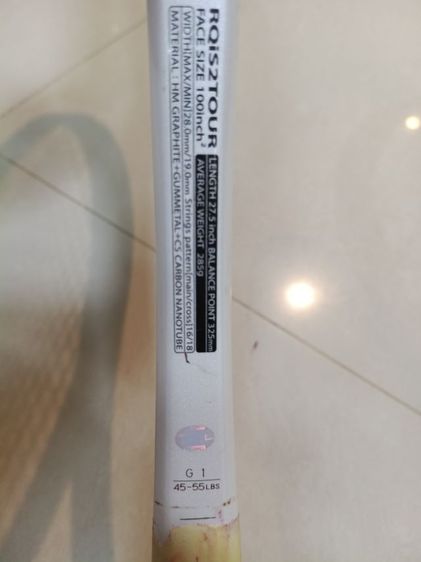 RQiS2TOUR
FACE SIZE 100inch²
WIDTH[MAX/MIN]28.0mm/19.0mm Strings pattern[main/cross]16/18
MATERIAL : HM GRAPHITE+GUMMETAL+CS CARBON NANOTUBE
LENGTH 27.5 inch BALANCE POINT 325mm
AVERAGE WEIGHT 285g
G 1
45-55LBS